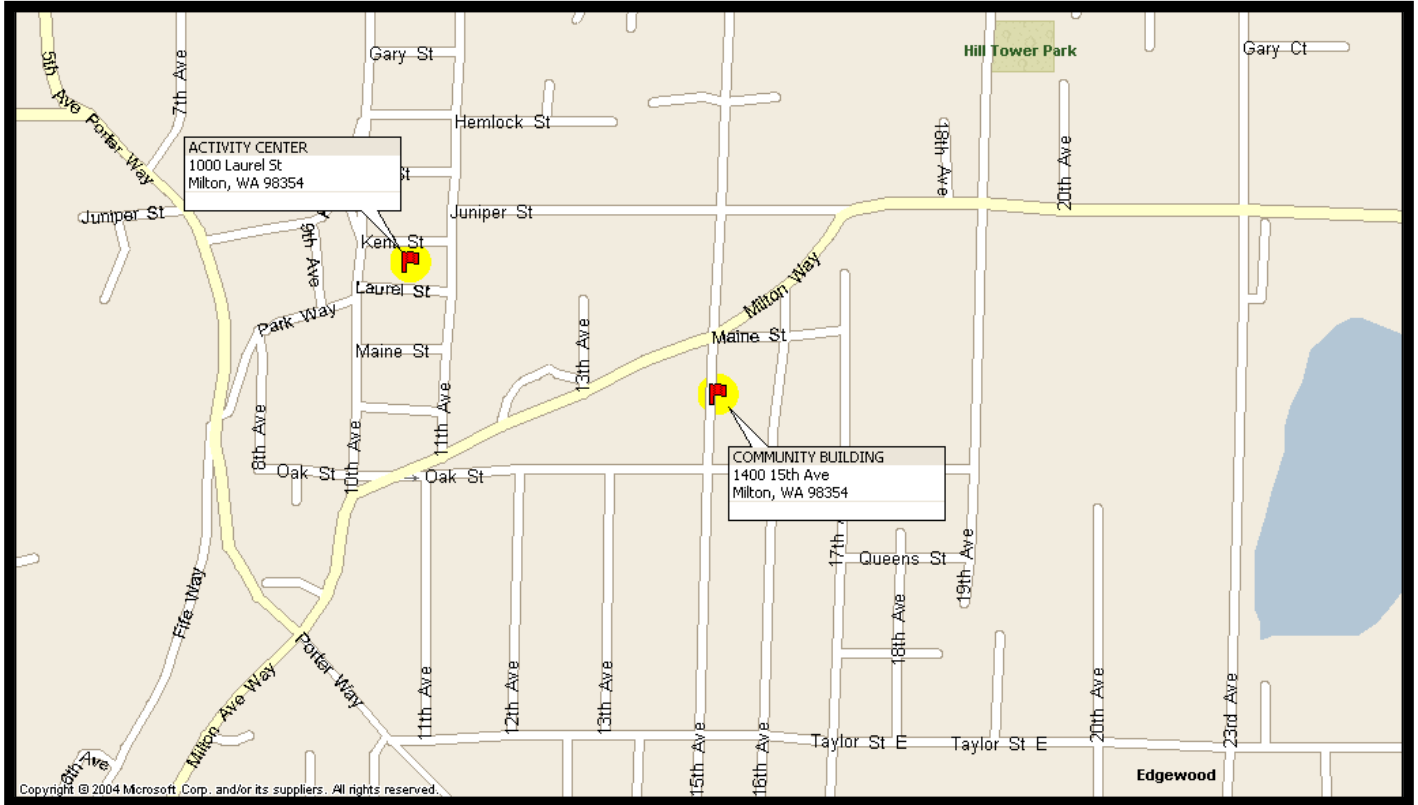 Gary St
Hill Tower Park
Gary Ct
5th Ave
7th Ave
Porter Way
Hemlock St
18th Ave
20th Ave
ACTIVITY CENTER
1000 Laurel St
Milton, WA 98354
St
Juniper St
Juniper St
9th Ave
Kent St
Laurel St
Milton Way
Park Way
Maine St
Maine St
13th Ave
11th Ave
8th Ave
10th Ave
Oak St
Oak St
COMMUNITY BUILDING
1400 15th Ave
Milton, WA 98354
17th
Queens St
19th Ave
Fife Way
18th Ave
Porter Way
Milton Ave Way
11th Ave
12th Ave
13th Ave
15th Ave
16th Ave
20th Ave
23rd Ave
Taylor St E
Taylor St E
Edgewood
Copyright © 2004 Microsoft Corp. and/or its suppliers. All rights reserved.